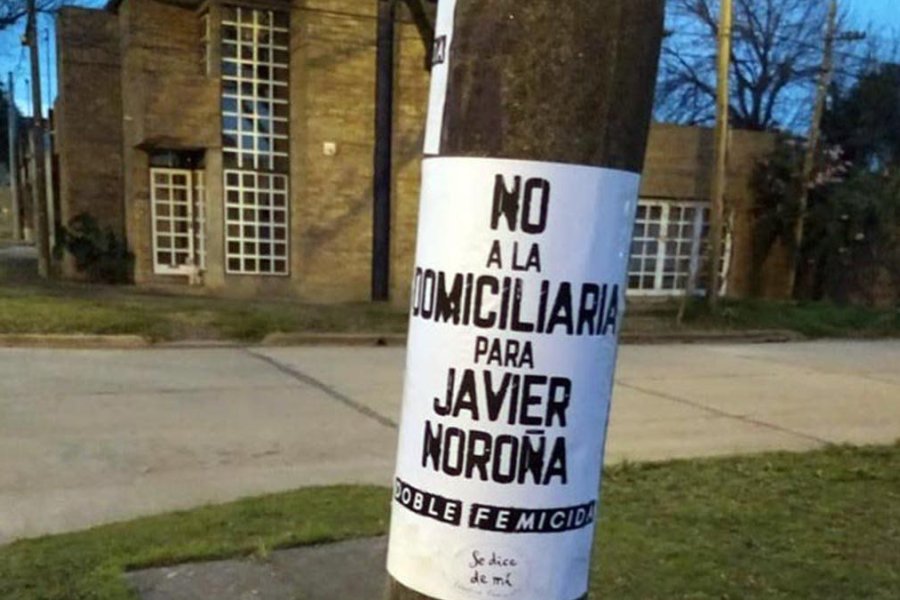 NO
A LA
DOMICILIARIA
PARA
JAVIER
NOROÑA
DOBLE FEMICIDA
Se dice
de mí